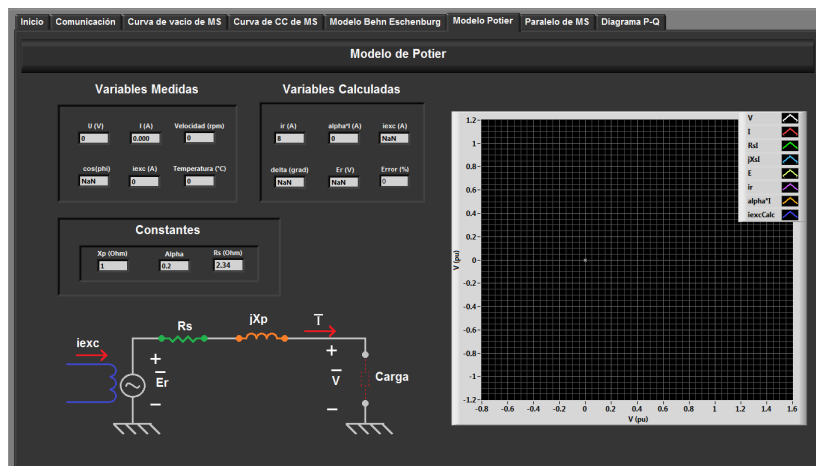 Inicio Comunicación Curva de vacio de MS Curva de CC de MS Modelo Behn Eschenburg Modelo Potier Paralelo de MS Diagrama P-Q
Modelo de Potier
Variables Medidas
U (V) I (A) Velocidad (rpm)
0 0.000 0
cos(phi) iexc (A) Temperatura (°C)
NaN 0 0
Variables Calculadas
ir (A) alpha*I (A) iexc (A)
8 0 NaN
delta (grad) Er (V) Error (%)
NaN NaN 0
Constantes
Xp (Ohm) Alpha Rs (Ohm)
1 0.2 2.34
iexc
Rs
jXp
I
+
Er
−
+
V
−
Carga
V
I
RsI
jXsI
E
ir
alpha*I
iexcCalc
V (pu)
1.2
1
0.8
0.6
0.4
0.2
0
-0.2
-0.4
-0.6
-0.8
-1
-1.2
-0.8 -0.6 -0.4 -0.2 0 0.2 0.4 0.6 0.8 1 1.2 1.4 1.6
V (pu)